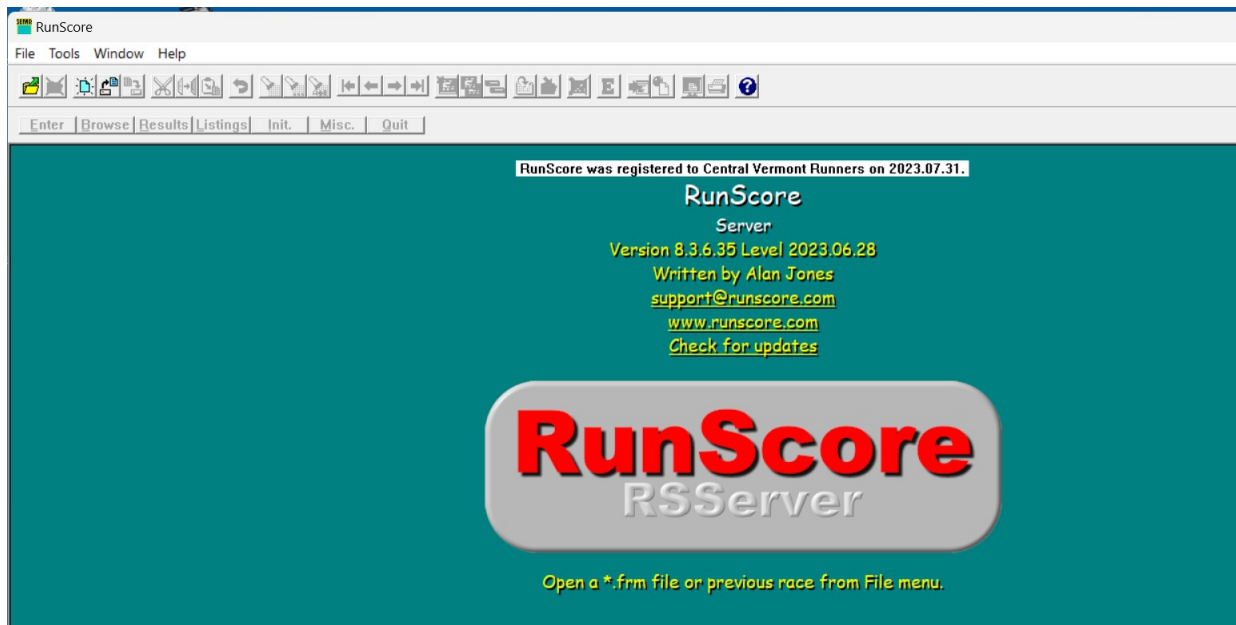 RunScore
File Tools Window Help
E
Enter Browse Results Listings Init. Misc. Quit
RunScore was registered to Central Vermont Runners on 2023.07.31.
RunScore
Server
Version 8.3.6.35 Level 2023.06.28
Written by Alan Jones
support@runscore.com
www.runscore.com
Check for updates
RunScore
RSServer
Open a *.frm file or previous race from File menu.